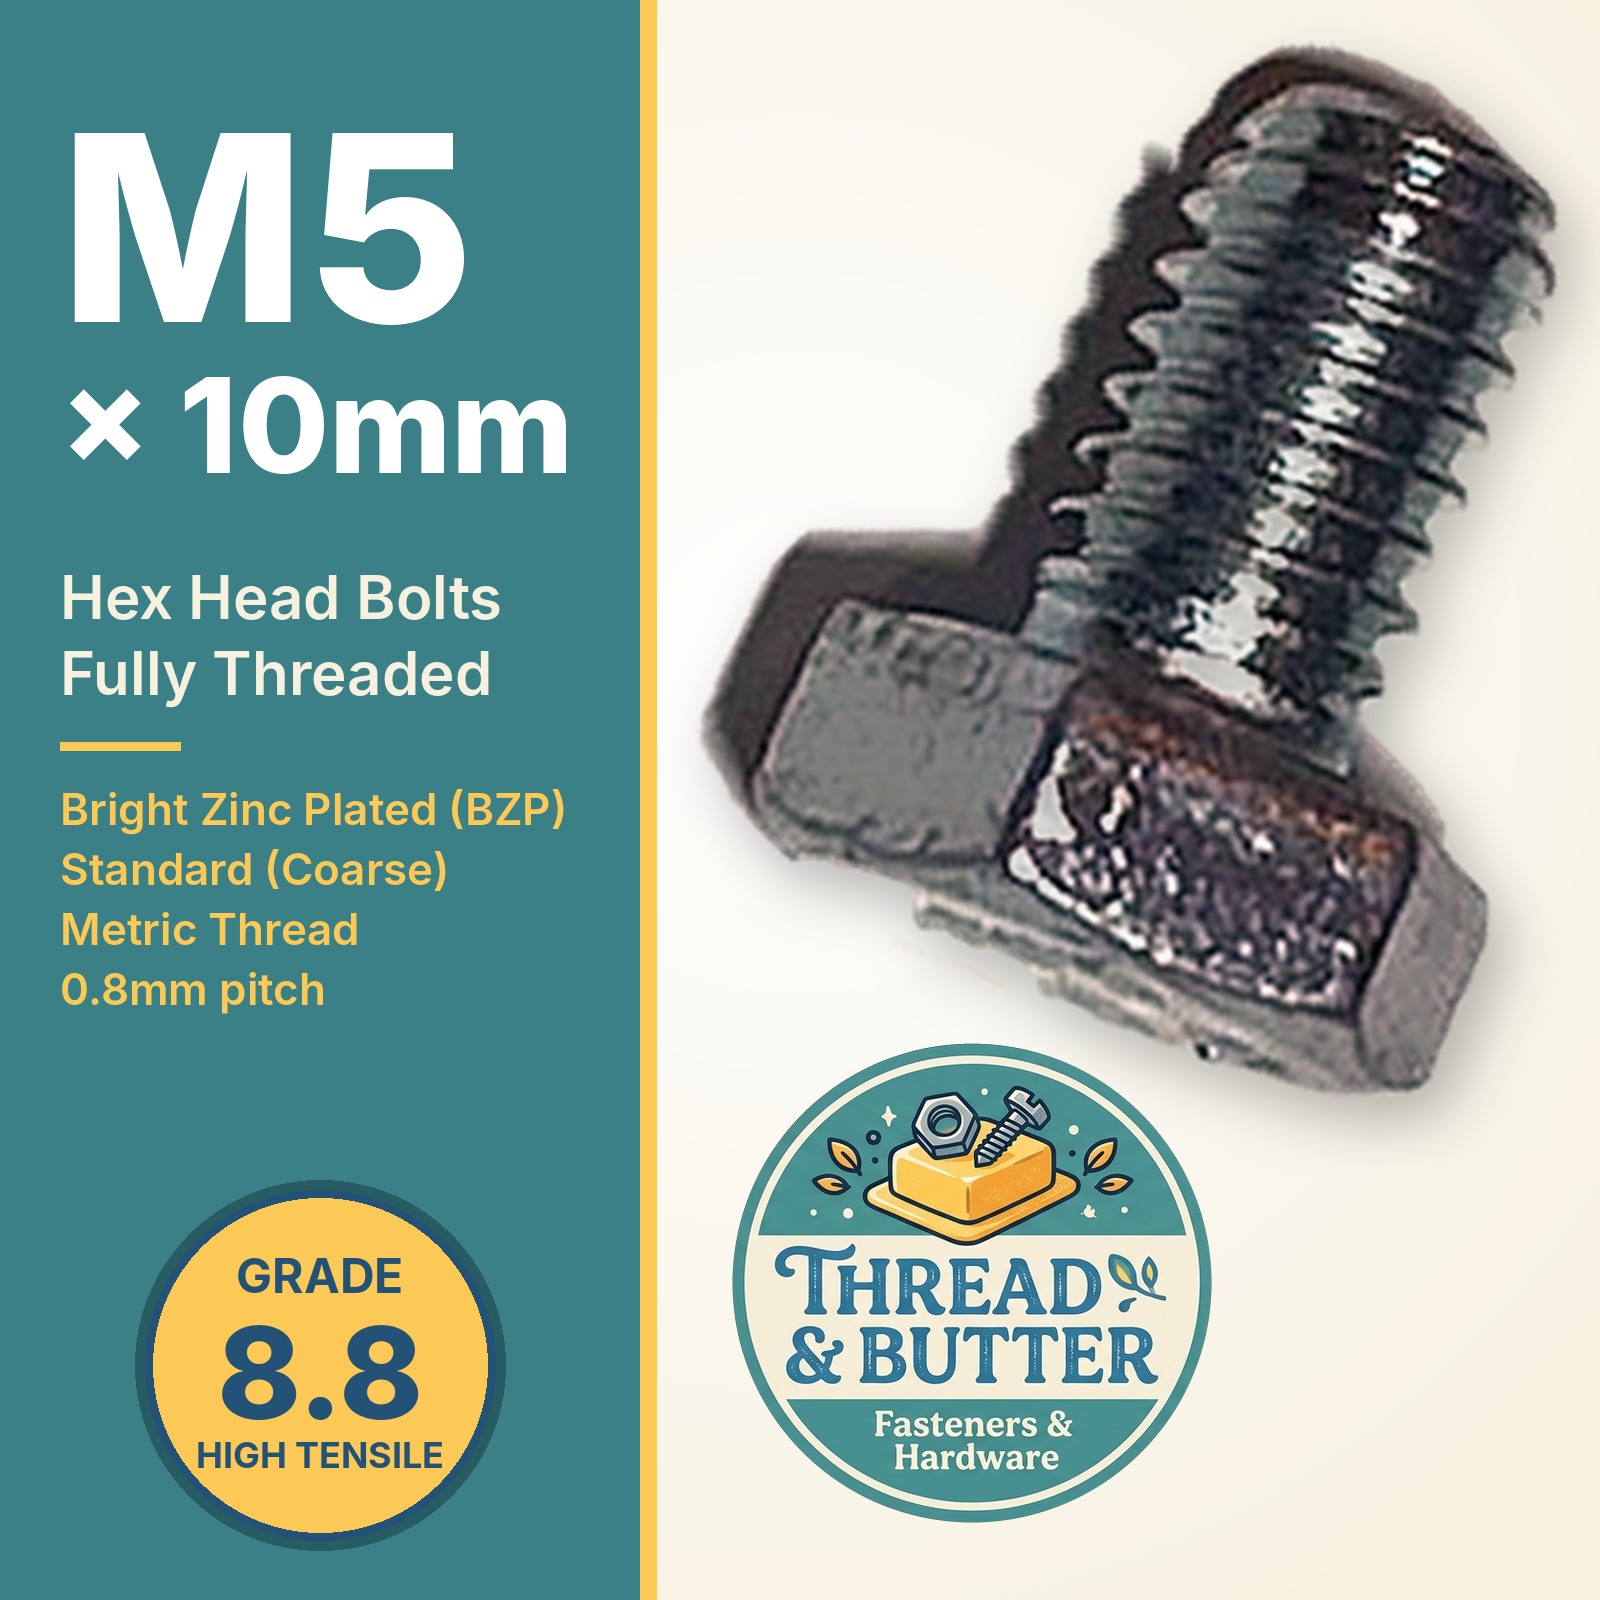 M5
× 10mm
Hex Head Bolts
Fully Threaded
Bright Zinc Plated (BZP)
Standard (Coarse)
Metric Thread
0.8mm pitch
GRADE
8.8
HIGH TENSILE
THREAD
& BUTTER
Fasteners &
Hardware